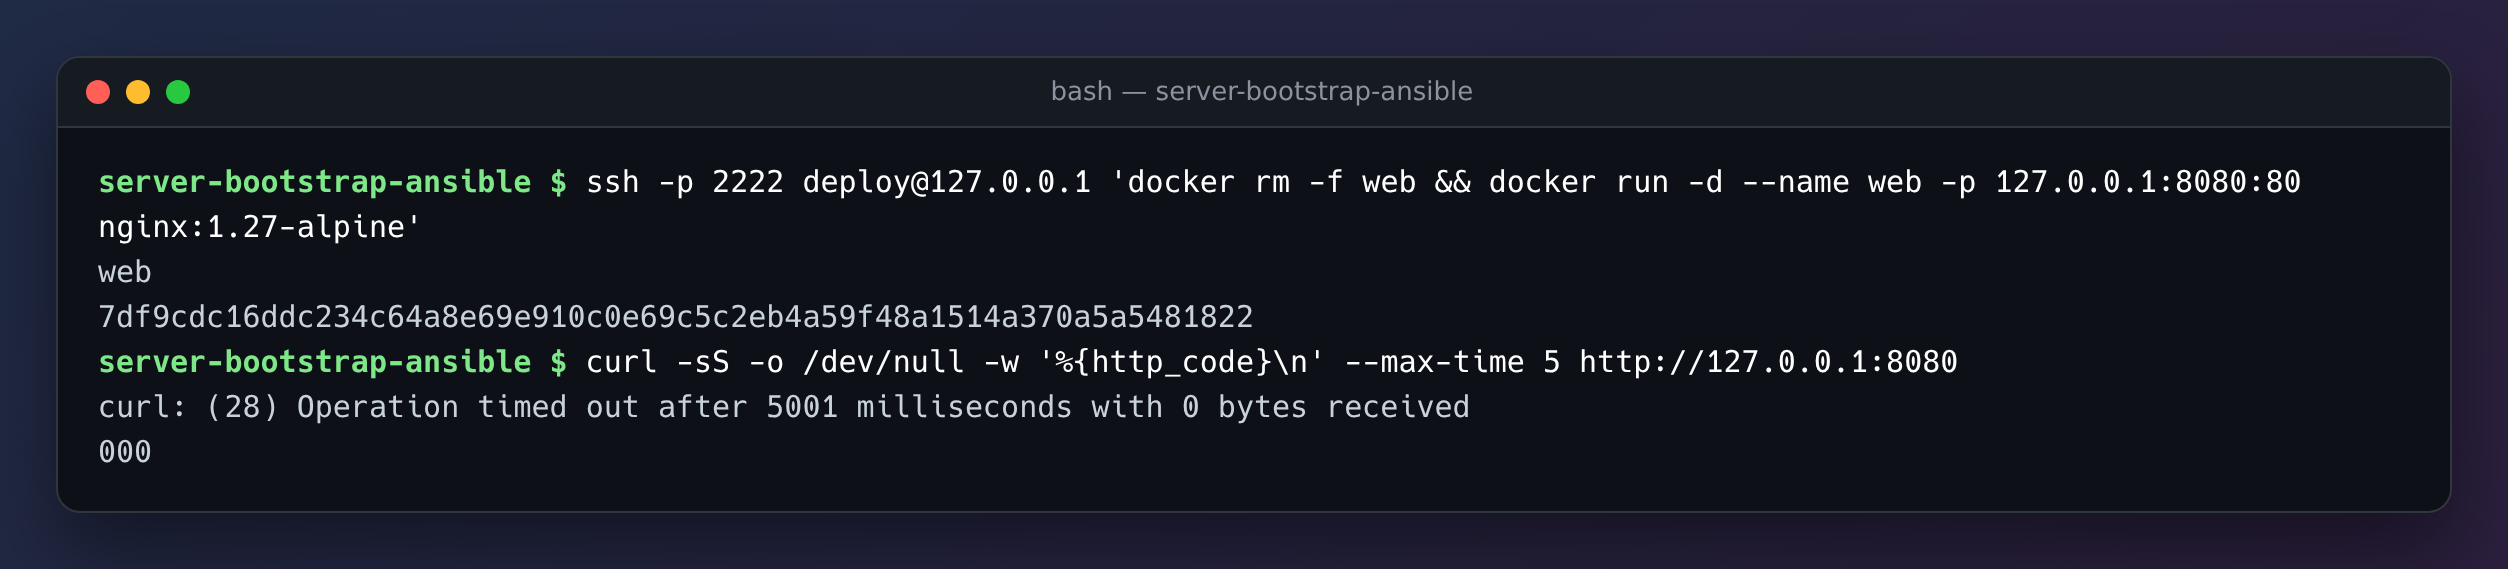 bash — server-bootstrap-ansible
server-bootstrap-ansible $ ssh -p 2222 deploy@127.0.0.1 'docker rm -f web && docker run -d --name web -p 127.0.0.1:8080:80
nginx:1.27-alpine'
web
7df9cdc16ddc234c64a8e69e910c0e69c5c2eb4a59f48a1514a370a5a5481822
server-bootstrap-ansible $ curl -sS -o /dev/null -w '%{http_code}\n' --max-time 5 http://127.0.0.1:8080
curl: (28) Operation timed out after 5001 milliseconds with 0 bytes received
000